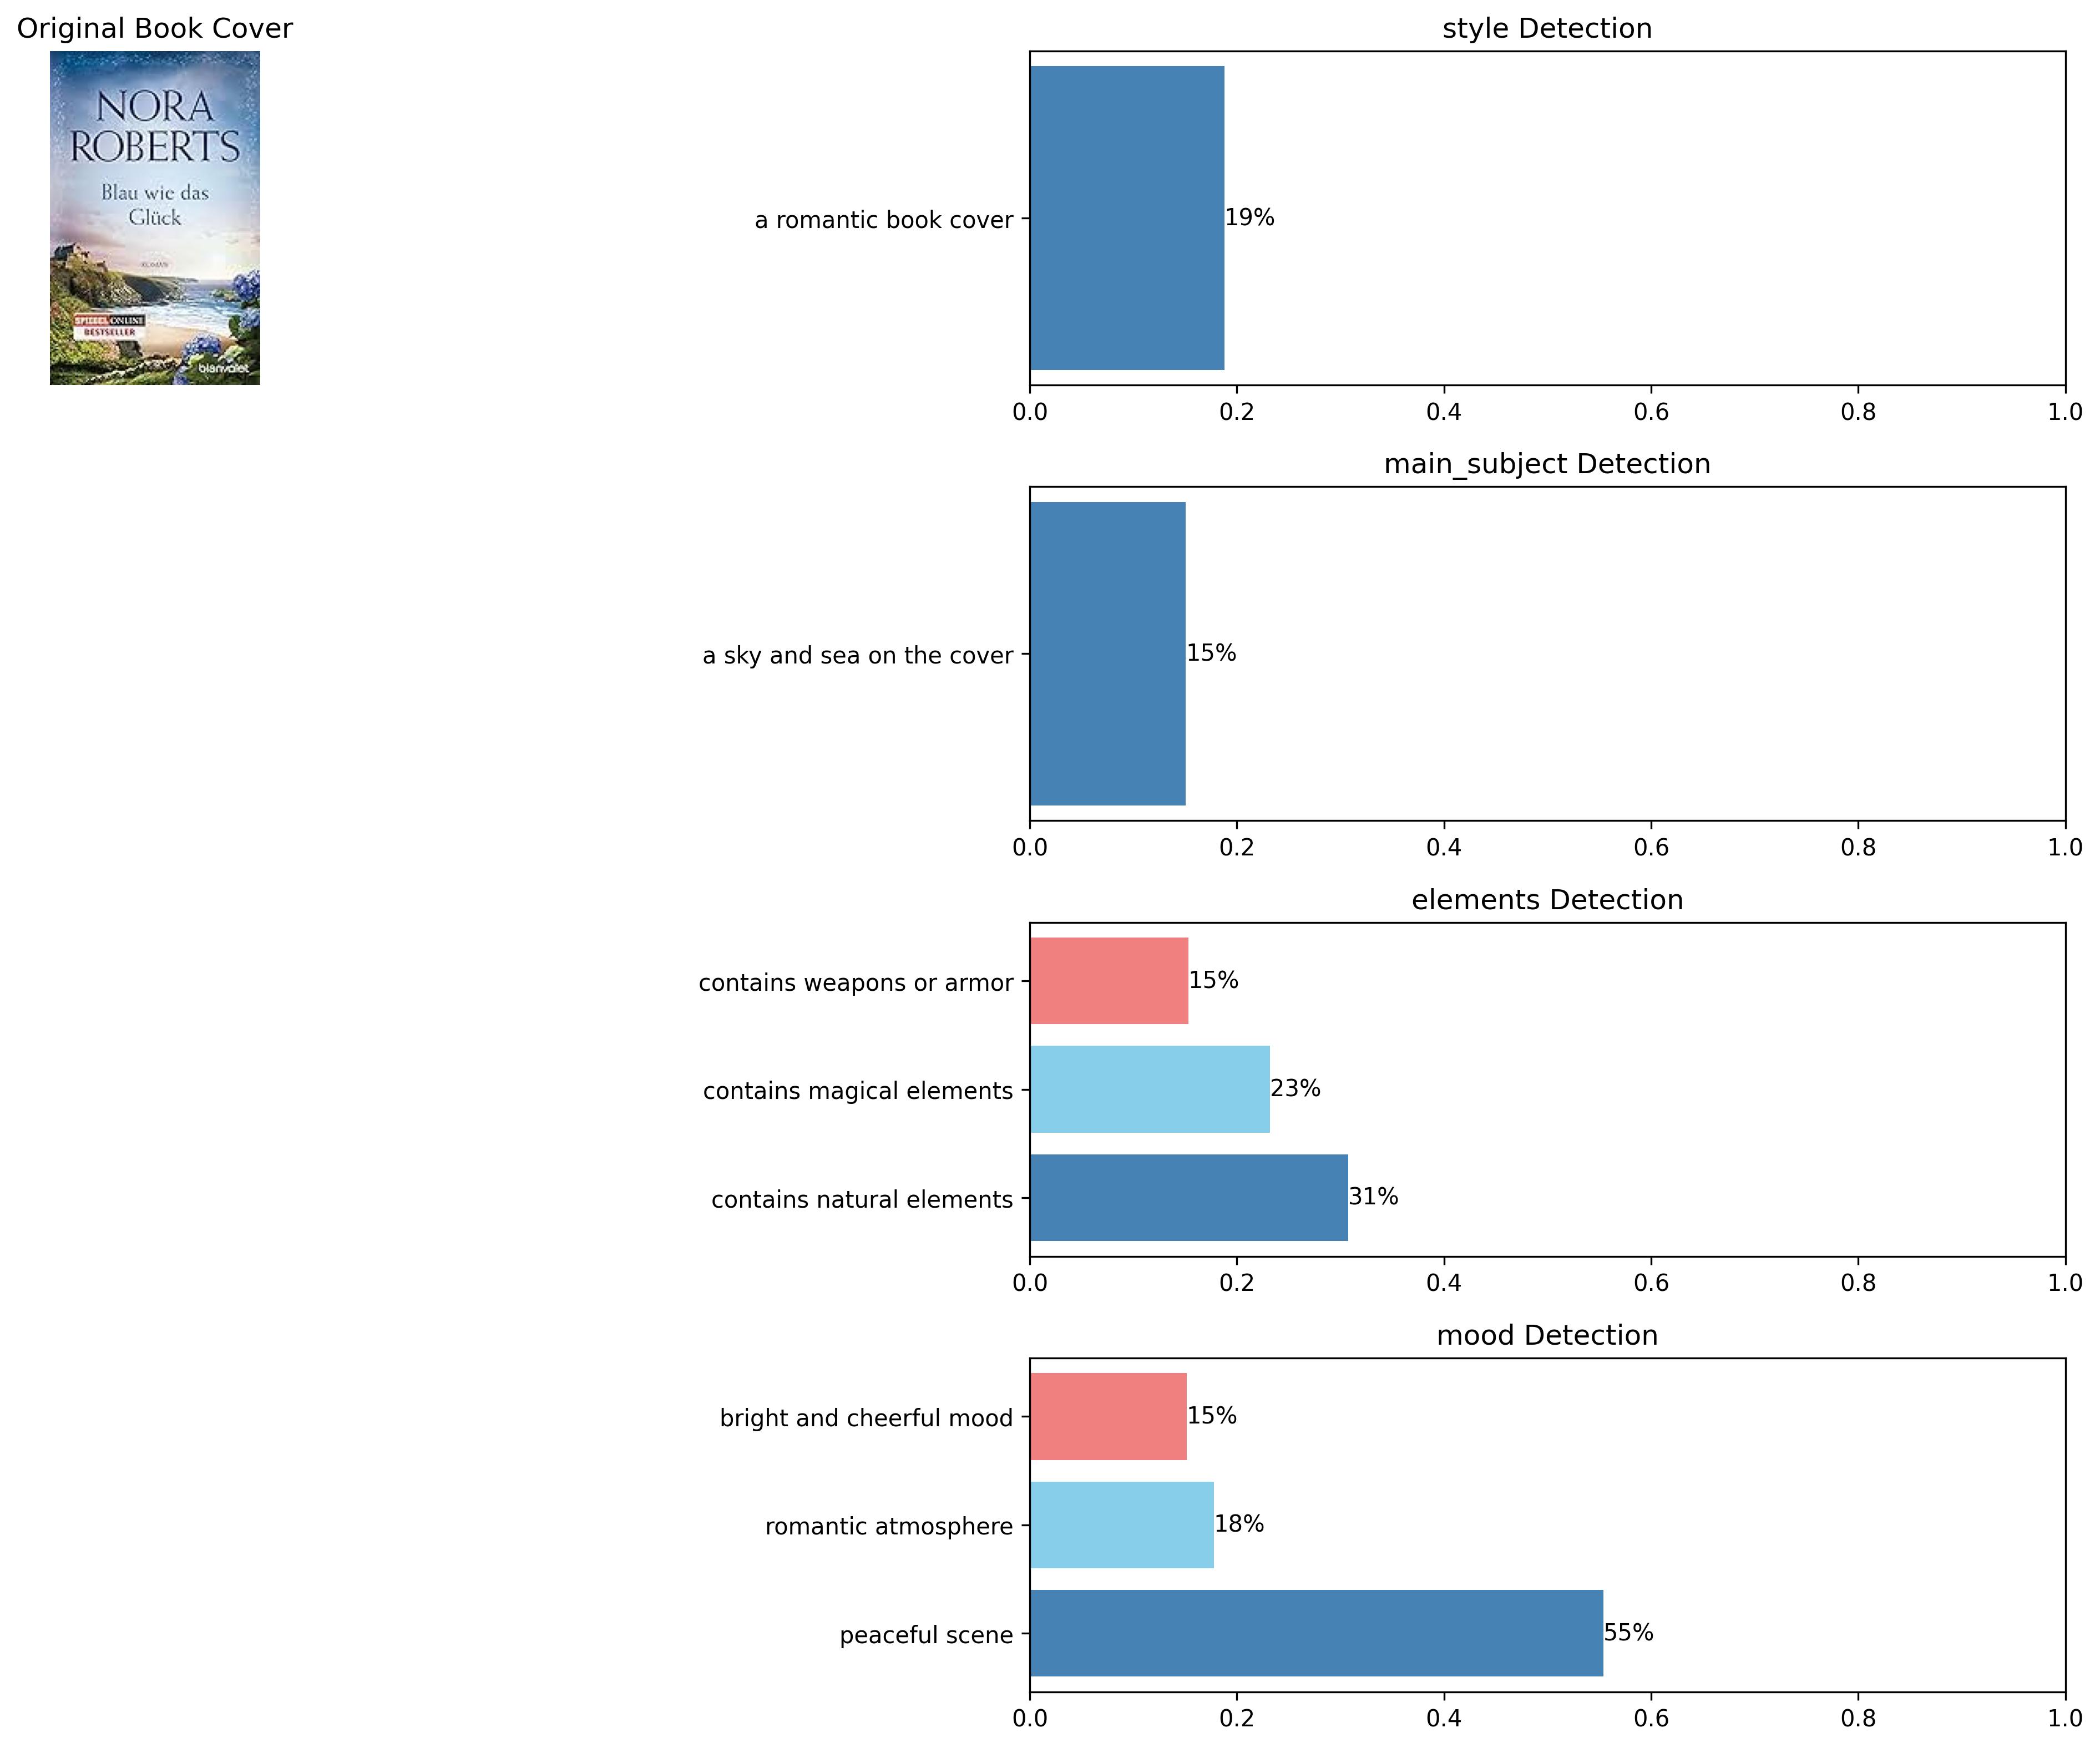 Original Book Cover
NORA
ROBERTS
Blau wie das
Glück
ROMAN
SPIEGEL ONLINE
BESTSELLER
blanvalet
style Detection
a romantic book cover
19%
0.0 0.2 0.4 0.6 0.8 1.0
main_subject Detection
a sky and sea on the cover
15%
0.0 0.2 0.4 0.6 0.8 1.0
elements Detection
contains weapons or armor
15%
contains magical elements
23%
contains natural elements
31%
0.0 0.2 0.4 0.6 0.8 1.0
mood Detection
bright and cheerful mood
15%
romantic atmosphere
18%
peaceful scene
55%
0.0 0.2 0.4 0.6 0.8 1.0